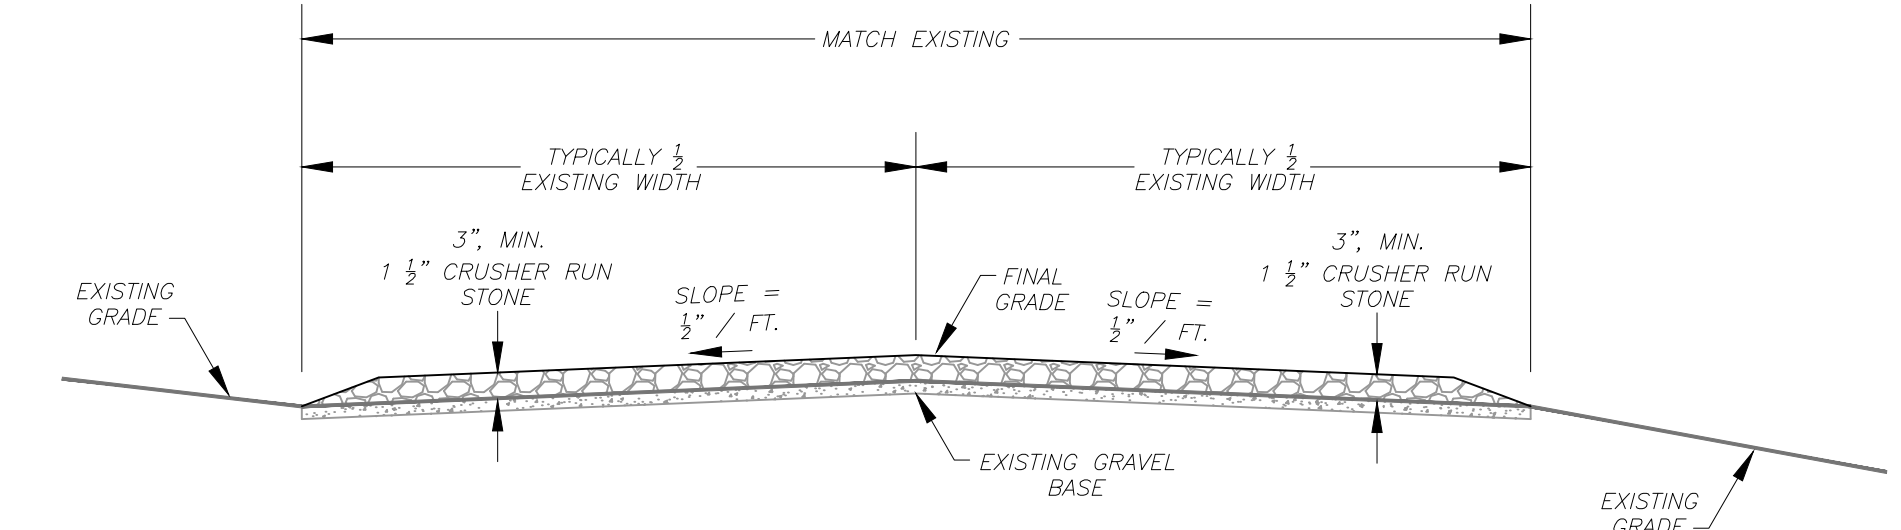 MATCH EXISTING
TYPICALLY 1/2
EXISTING WIDTH
TYPICALLY 1/2
EXISTING WIDTH
3", MIN.
1 1/2" CRUSHER RUN
STONE
3", MIN.
1 1/2" CRUSHER RUN
STONE
EXISTING
GRADE
SLOPE =
1/2" / FT.
FINAL
GRADE
SLOPE =
1/2" / FT.
EXISTING GRAVEL
BASE
EXISTING
GRADE